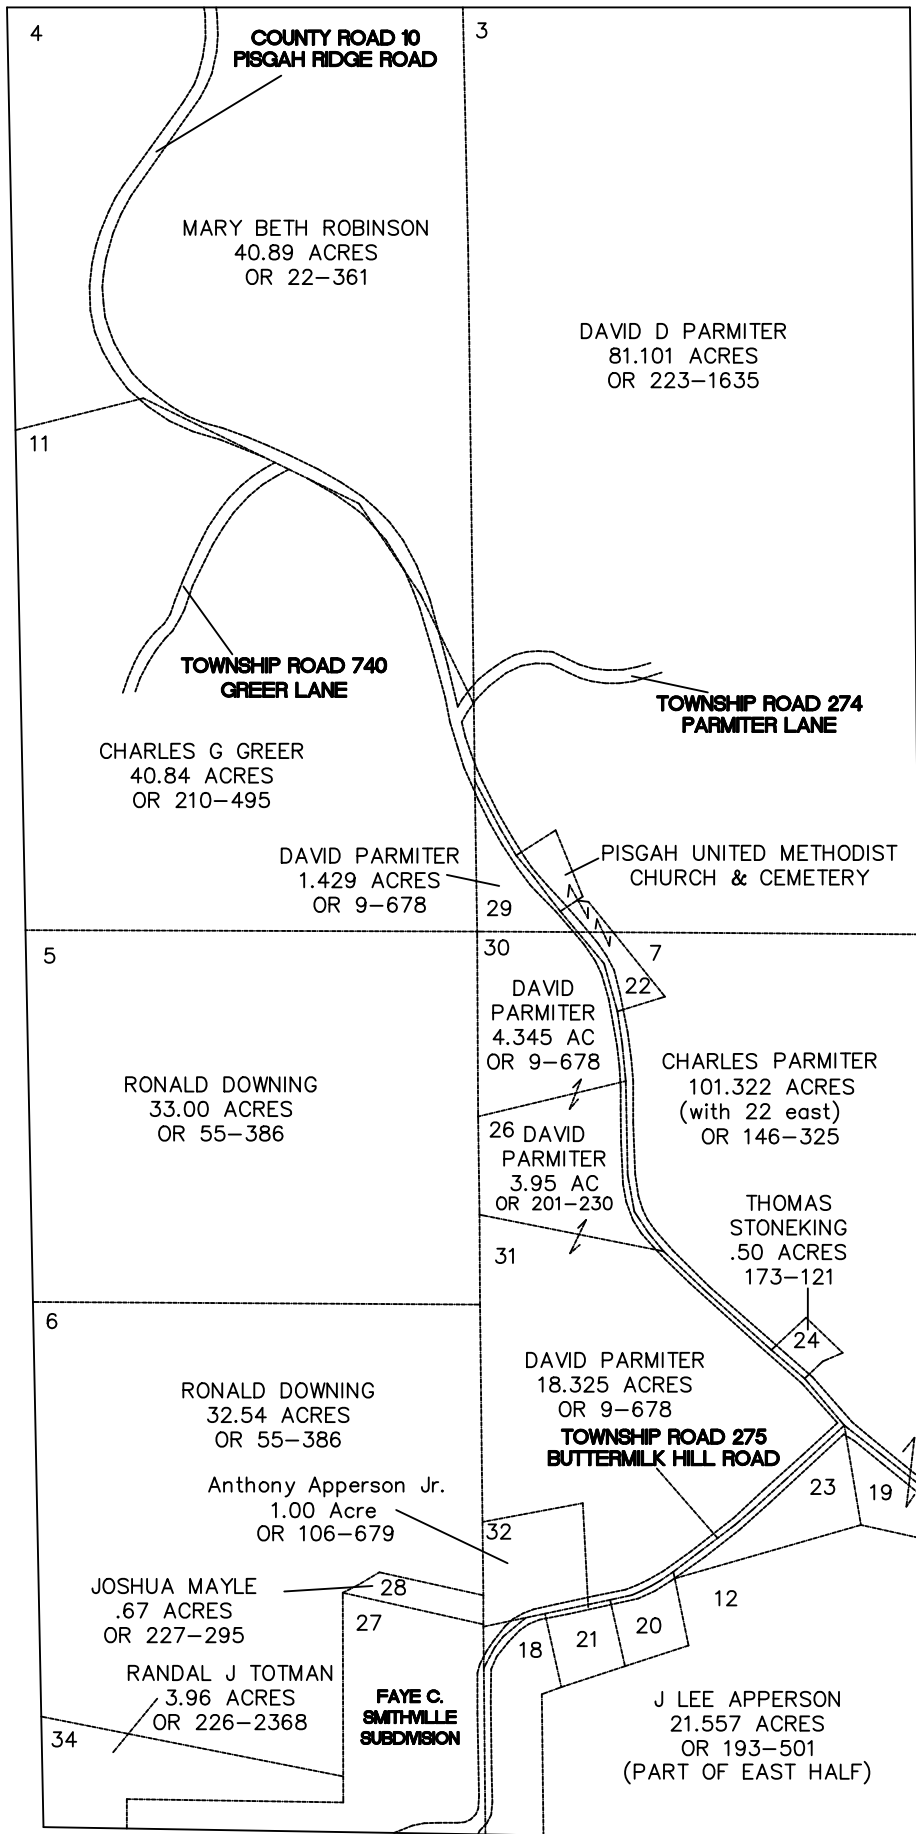 4
COUNTY ROAD 10
PISGAH RIDGE ROAD
3
MARY BETH ROBINSON
40.89 ACRES
OR 22-361
DAVID D PARMITER
81.101 ACRES
OR 223-1635
11
TOWNSHIP ROAD 740
GREER LANE
TOWNSHIP ROAD 274
PARMITER LANE
CHARLES G GREER
40.84 ACRES
OR 210-495
DAVID PARMITER
1.429 ACRES
OR 9-678
PISGAH UNITED METHODIST
CHURCH & CEMETERY
29
5
30
7
22
DAVID
PARMITER
4.345 AC
OR 9-678
RONALD DOWNING
33.00 ACRES
OR 55-386
CHARLES PARMITER
101.322 ACRES
(with 22 east)
OR 146-325
26
DAVID
PARMITER
3.95 AC
OR 201-230
THOMAS
STONEKING
.50 ACRES
173-121
31
6
24
RONALD DOWNING
32.54 ACRES
OR 55-386
DAVID PARMITER
18.325 ACRES
OR 9-678
TOWNSHIP ROAD 275
BUTTERMILK HILL ROAD
23
19
Anthony Apperson Jr.
1.00 Acre
OR 106-679
32
JOSHUA MAYLE
.67 ACRES
OR 227-295
28
27
12
18
21
20
RANDAL J TOTMAN
3.96 ACRES
OR 226-2368
FAYE C.
SMITHVILLE
SUBDIVISION
J LEE APPERSON
21.557 ACRES
OR 193-501
(PART OF EAST HALF)
34